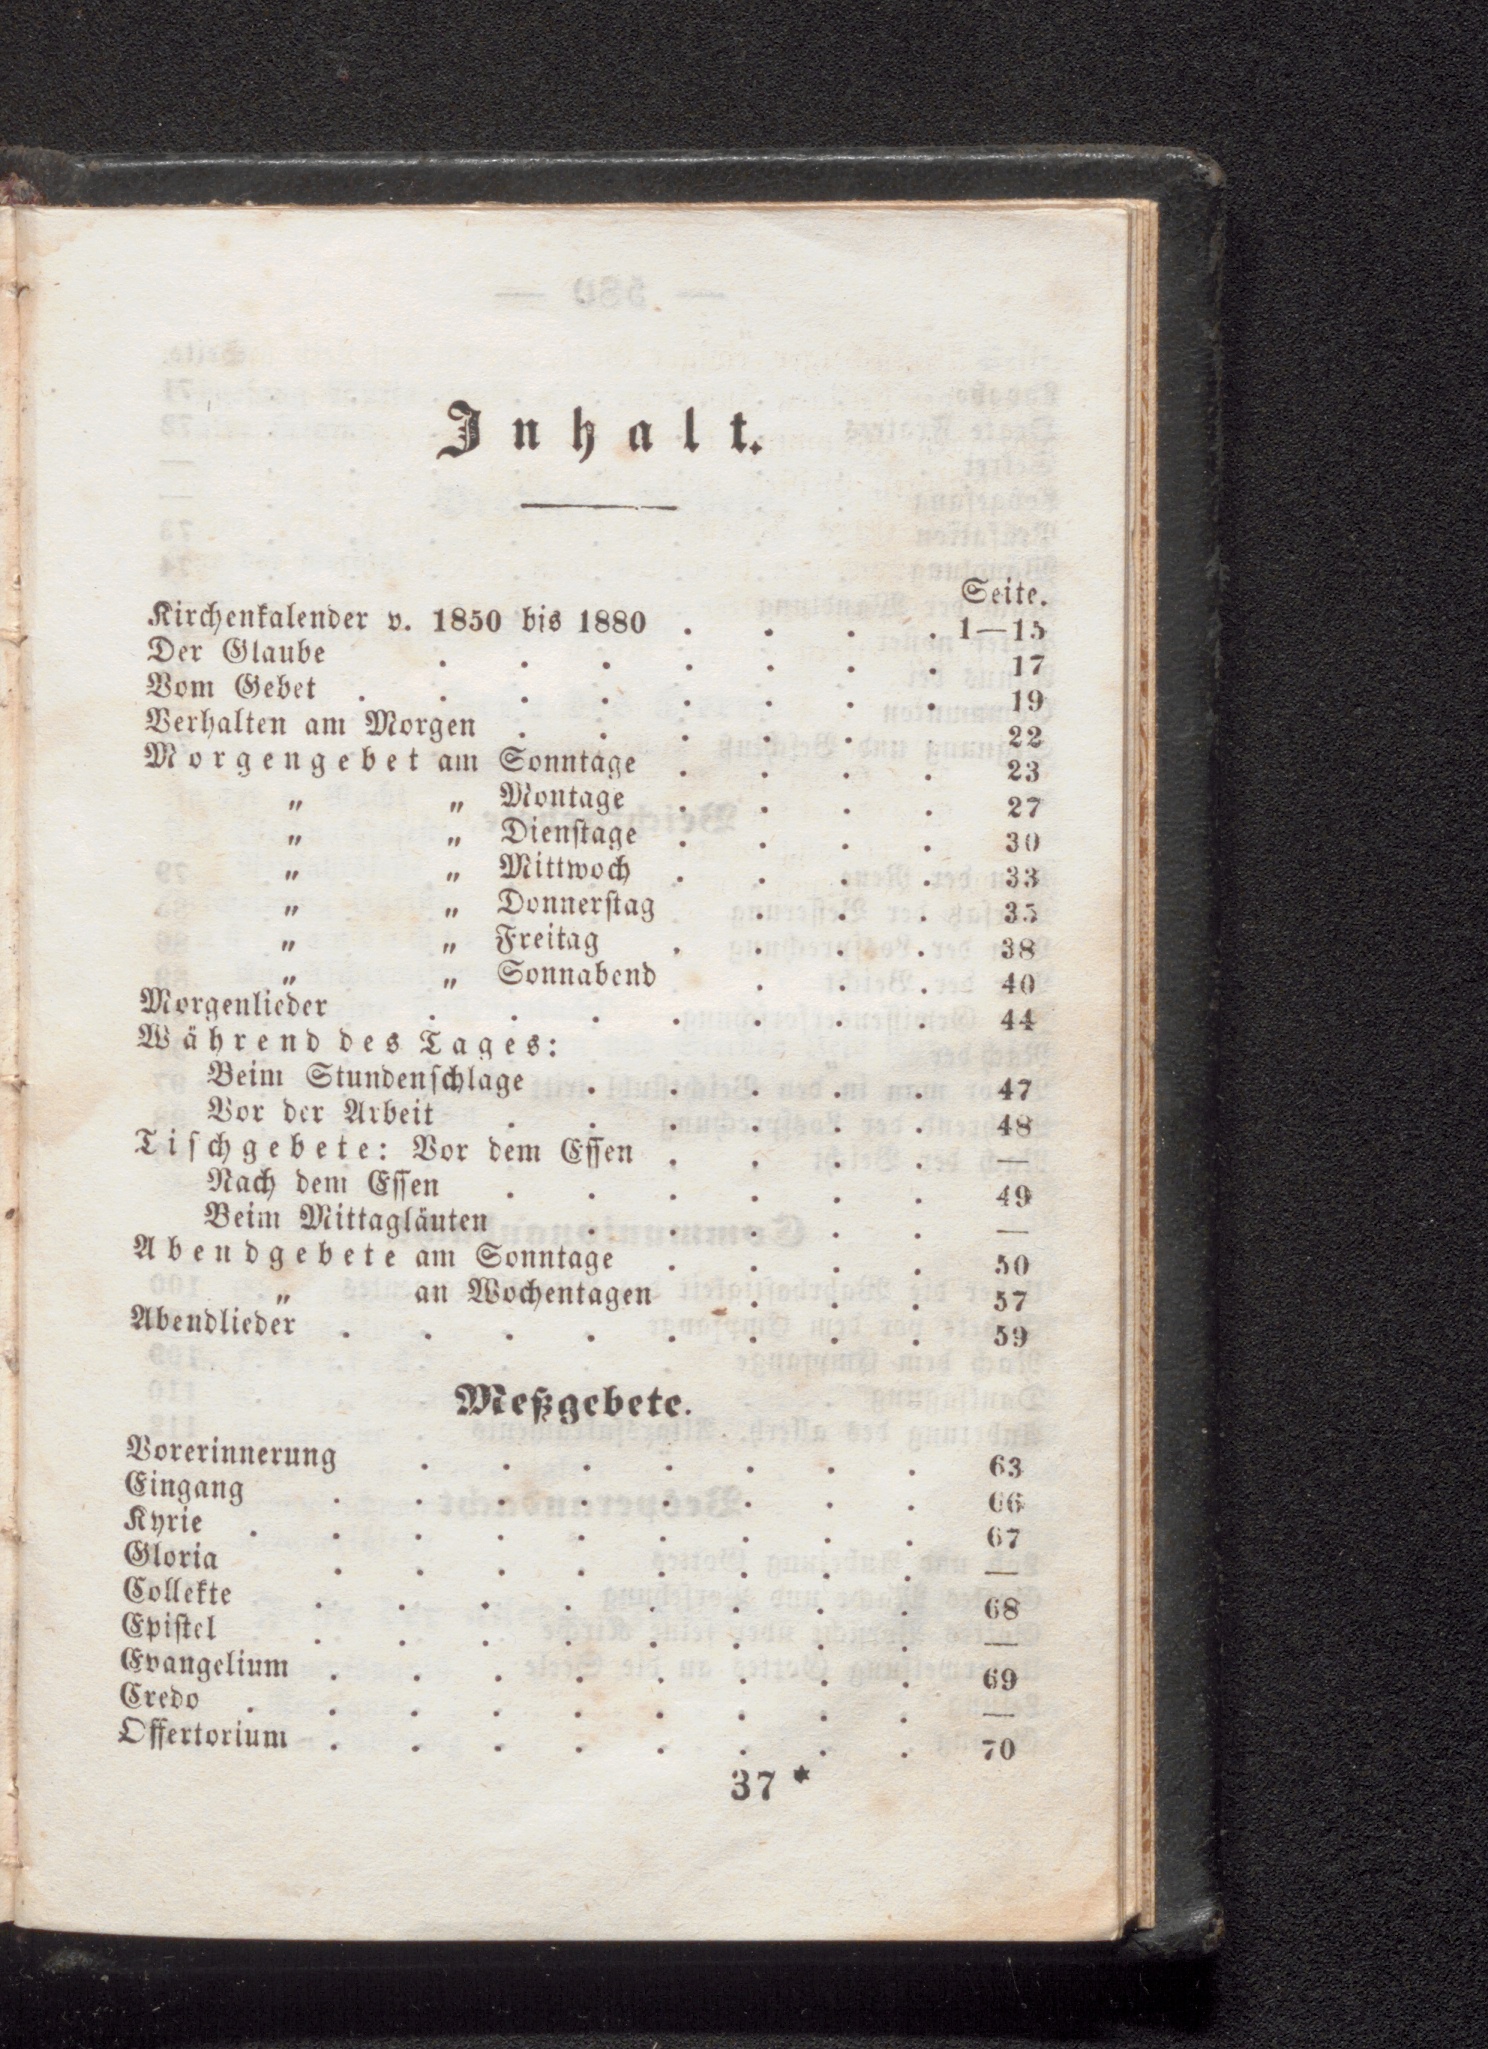 Inhalt.
Seite.
Kirchenkalender v. 1850 bis 1880 . . . . 1—15
Der Glaube . . . . . . . 17
Vom Gebet . . . . . . . . 19
Verhalten am Morgen . . . . . . 22
Morgengebet am Sonntage . . . . 23
„ „ Montage . . . . 27
„ „ Dienstage . . . . 30
„ „ Mittwoch . . . . 33
„ „ Donnerstag . . . 35
„ „ Freitag . . . . 38
„ „ Sonnabend . . . 40
Morgenlieder . . . . . . . 44
Während des Tages:
Beim Stundenschlage . . . . . 47
Vor der Arbeit . . . . . . 48
Tischgebete: Vor dem Essen . . . . —
Nach dem Essen . . . . . . 49
Beim Mittagläuten . . . . . —
Abendgebete am Sonntage . . . . 50
„ an Wochentagen . . . 57
Abendlieder . . . . . . . . 59
Meßgebete.
Vorerinnerung . . . . . . . 63
Eingang . . . . . . . . 66
Kyrie . . . . . . . . . 67
Gloria . . . . . . . . —
Collekte . . . . . . . . 68
Epistel . . . . . . . . —
Evangelium . . . . . . . . 69
Credo . . . . . . . . . —
Offertorium . . . . . . . . 70
37*